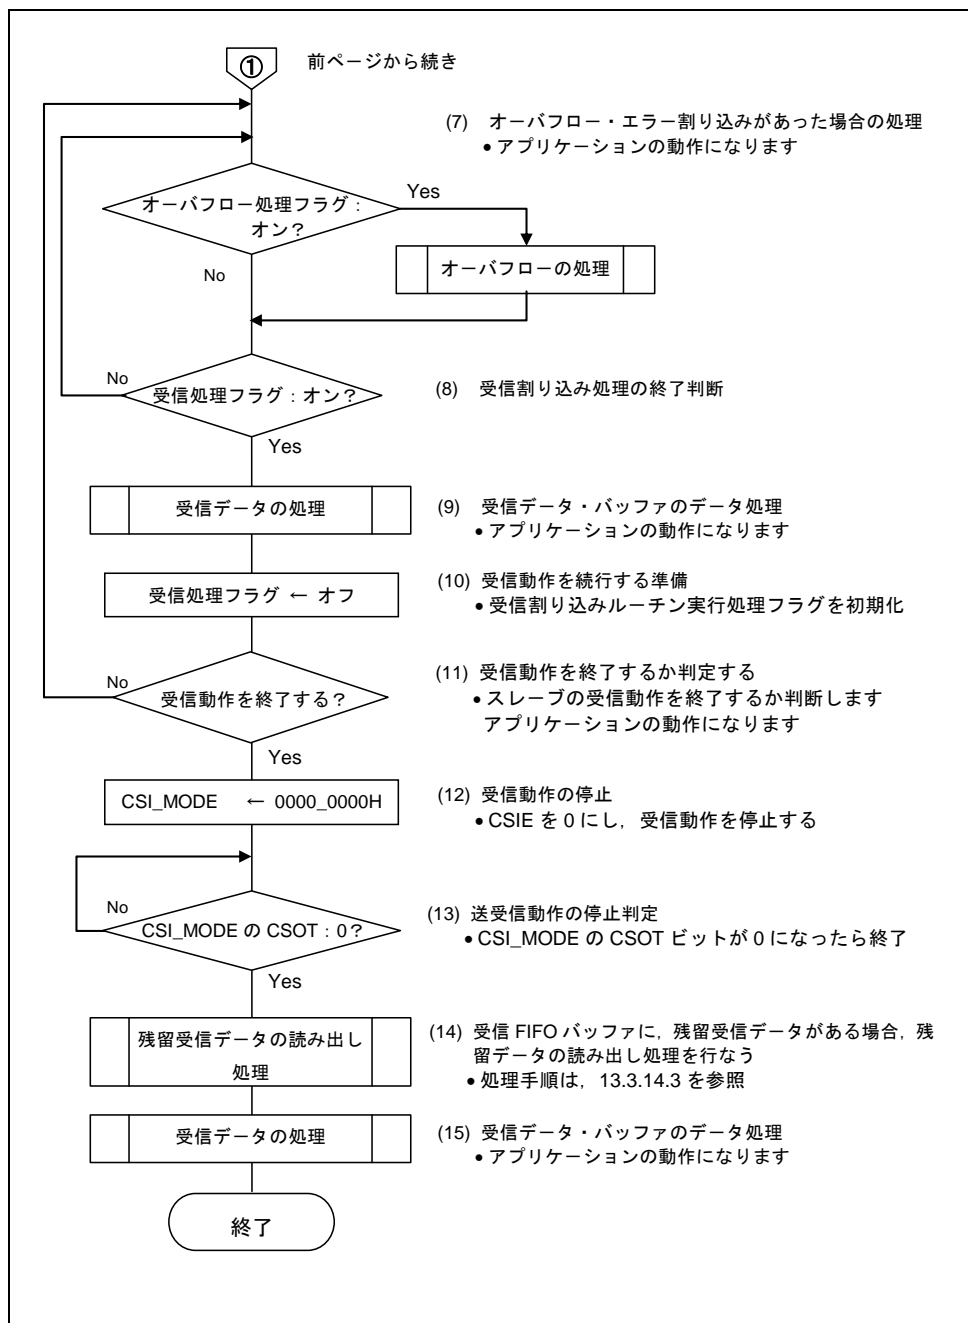 ① 前ページから続き
(7) オーバフロー・エラー割り込みがあった場合の処理
• アプリケーションの動作になります
オーバフロー処理フラグ：
オン？
Yes
オーバフローの処理
No
受信処理フラグ：オン？
No
(8) 受信割り込み処理の終了判断
Yes
受信データの処理
(9) 受信データ・バッファのデータ処理
• アプリケーションの動作になります
受信処理フラグ ← オフ
(10) 受信動作を続行する準備
• 受信割り込みルーチン実行処理フラグを初期化
受信動作を終了する？
No
(11) 受信動作を終了するか判定する
• スレーブの受信動作を終了するか判断します
アプリケーションの動作になります
Yes
CSI_MODE ← 0000_0000H
(12) 受信動作の停止
• CSIE を 0 にし，受信動作を停止する
No
CSI_MODE の CSOT：0？
(13) 送受信動作の停止判定
• CSI_MODE の CSOT ビットが 0 になったら終了
Yes
残留受信データの読み出し
処理
(14) 受信 FIFO バッファに，残留受信データがある場合，残
留データの読み出し処理を行なう
• 処理手順は，13.3.14.3 を参照
受信データの処理
(15) 受信データ・バッファのデータ処理
• アプリケーションの動作になります
終了